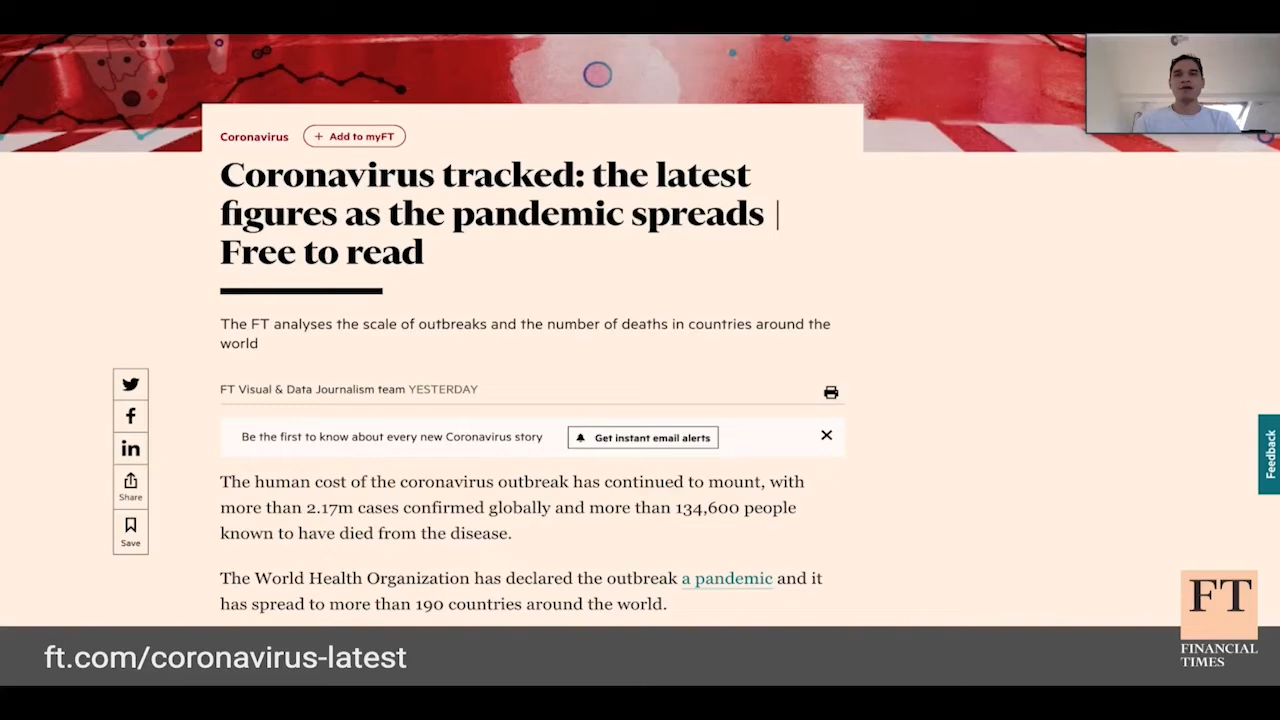 Coronavirus
+ Add to myFT
Coronavirus tracked: the latest
figures as the pandemic spreads |
Free to read
The FT analyses the scale of outbreaks and the number of deaths in countries around the
world
FT Visual & Data Journalism team YESTERDAY
Be the first to know about every new Coronavirus story
Get instant email alerts
Share
Save
The human cost of the coronavirus outbreak has continued to mount, with
more than 2.17m cases confirmed globally and more than 134,600 people
known to have died from the disease.
The World Health Organization has declared the outbreak a pandemic and it
has spread to more than 190 countries around the world.
Feedback
ft.com/coronavirus-latest
FT
FINANCIAL
TIMES